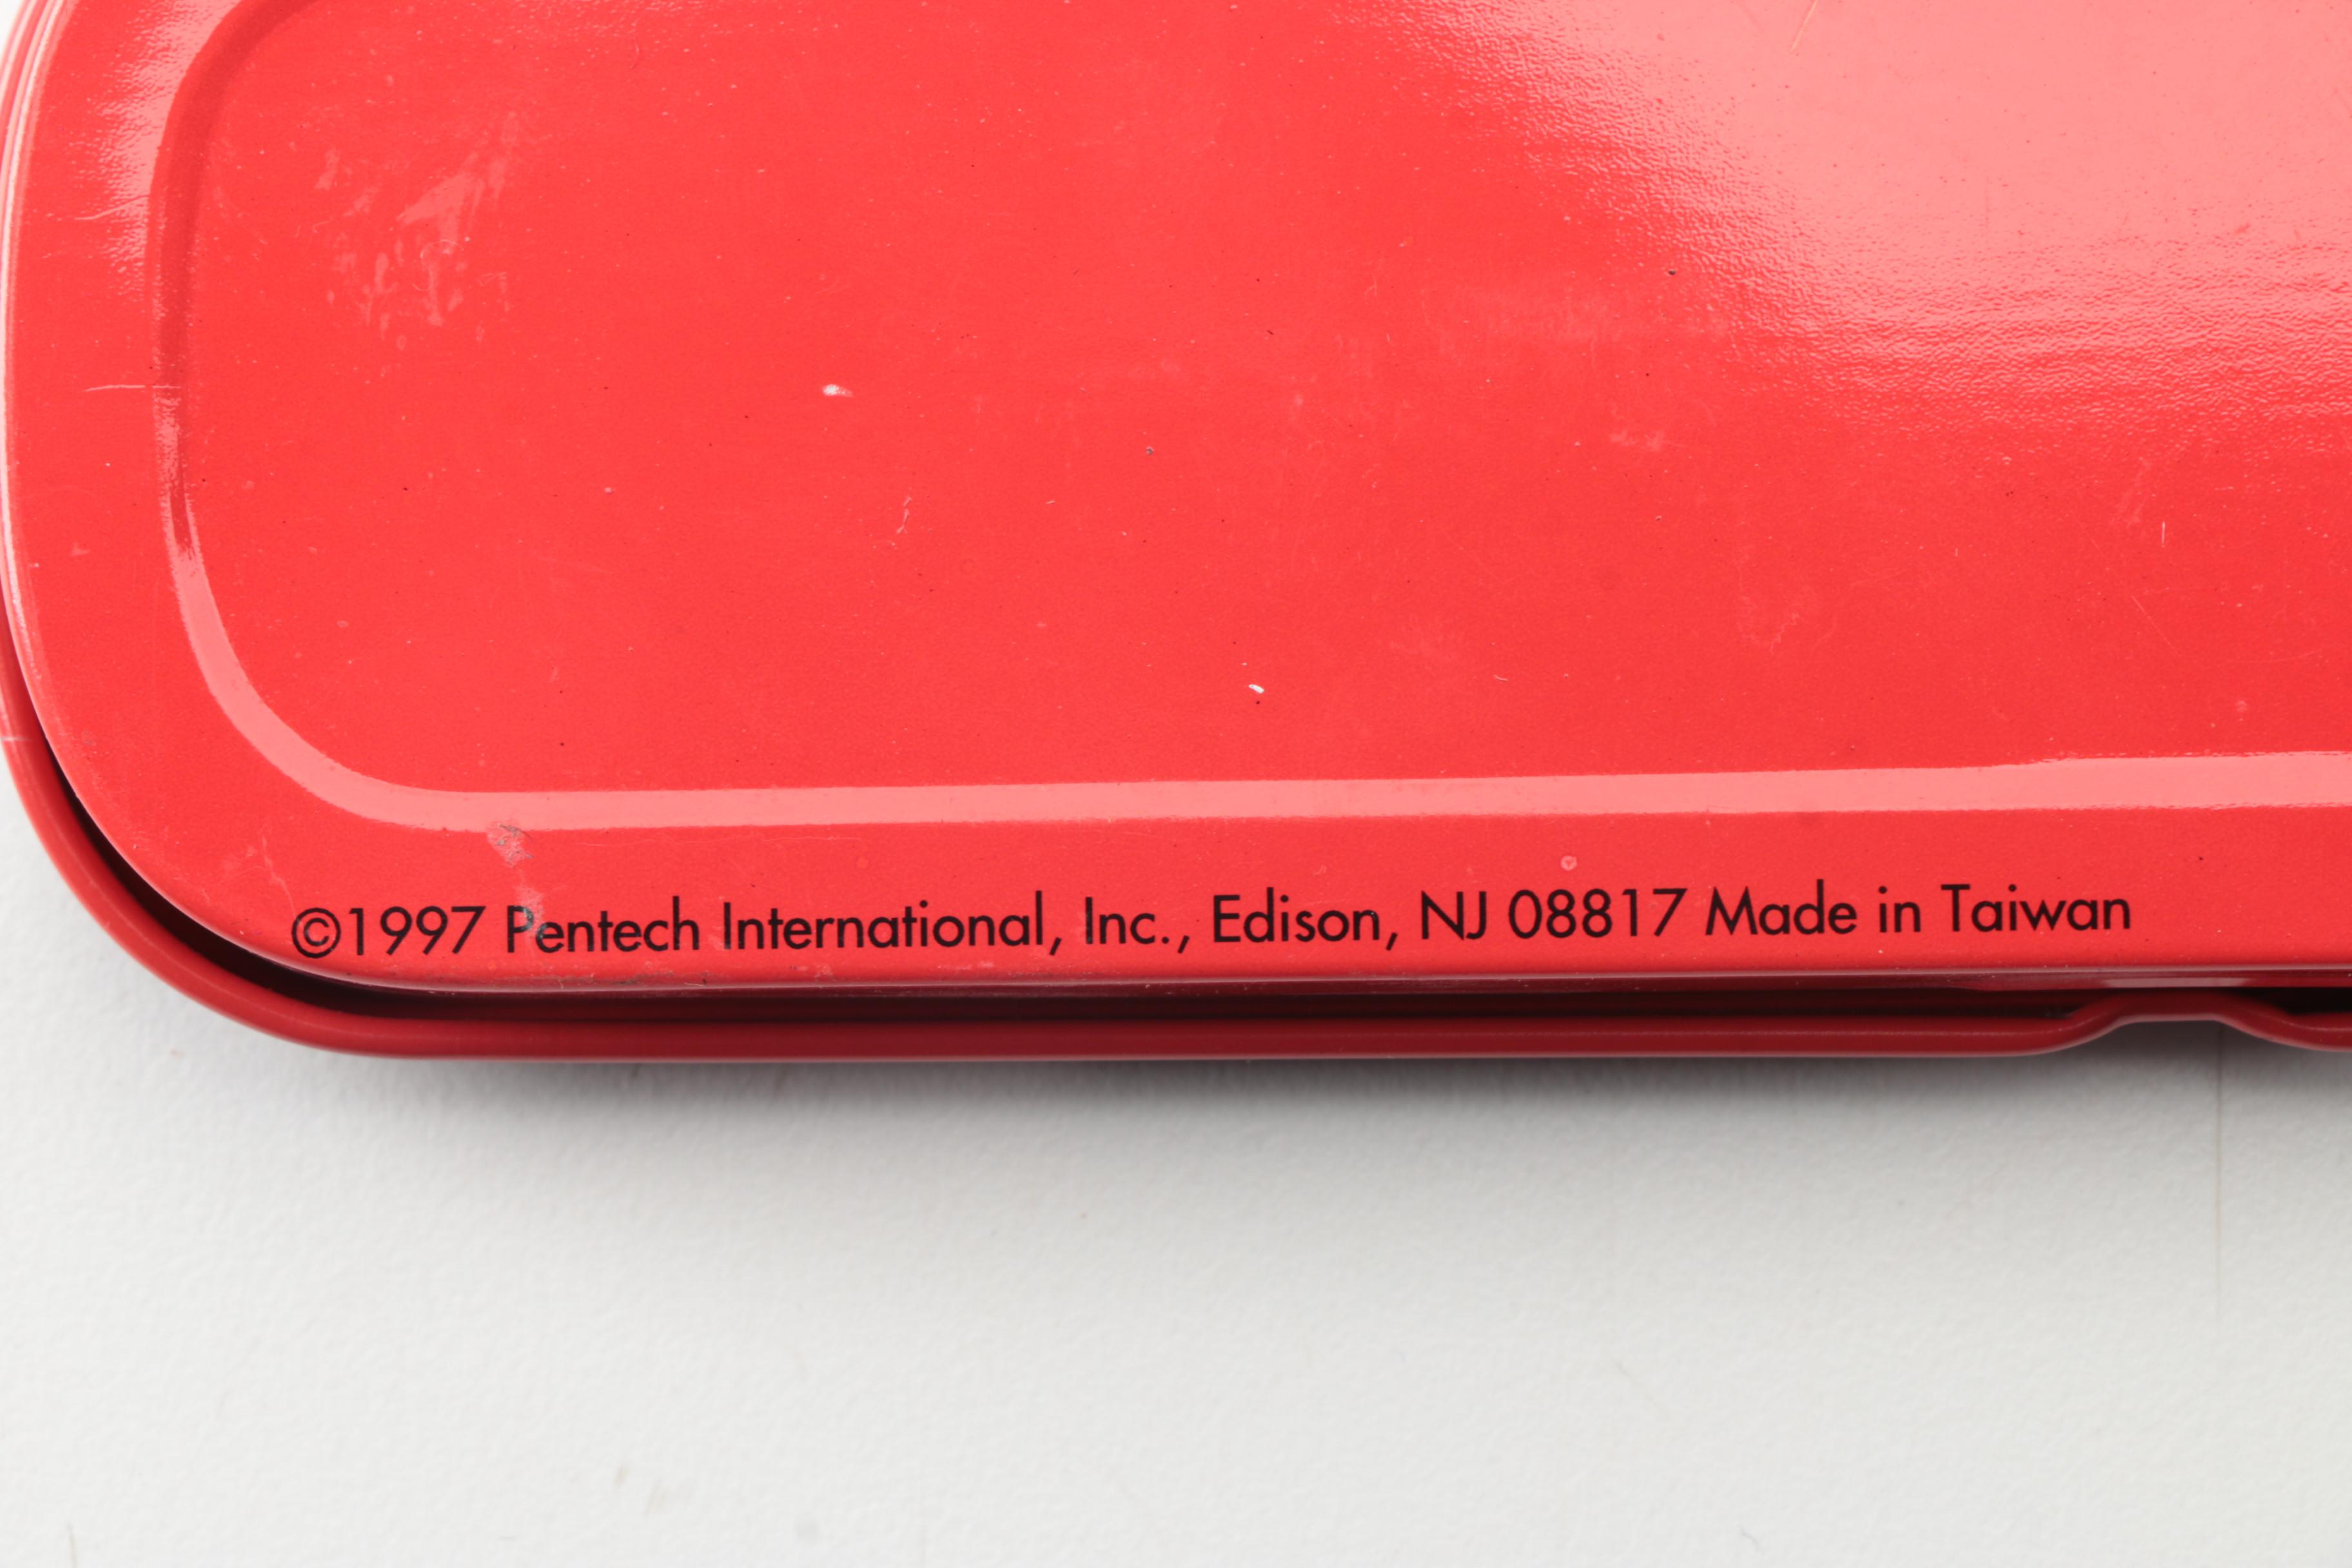 ©1997 Pentech International, Inc., Edison, NJ 08817 Made in Taiwan